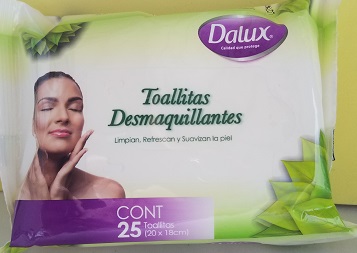 Dalux®
Calidad que protege
Toallitas
Desmaquillantes
Limpian, Refrescan y Suavizan la piel
CONT
25 Toallitas
(20 x 18cm)